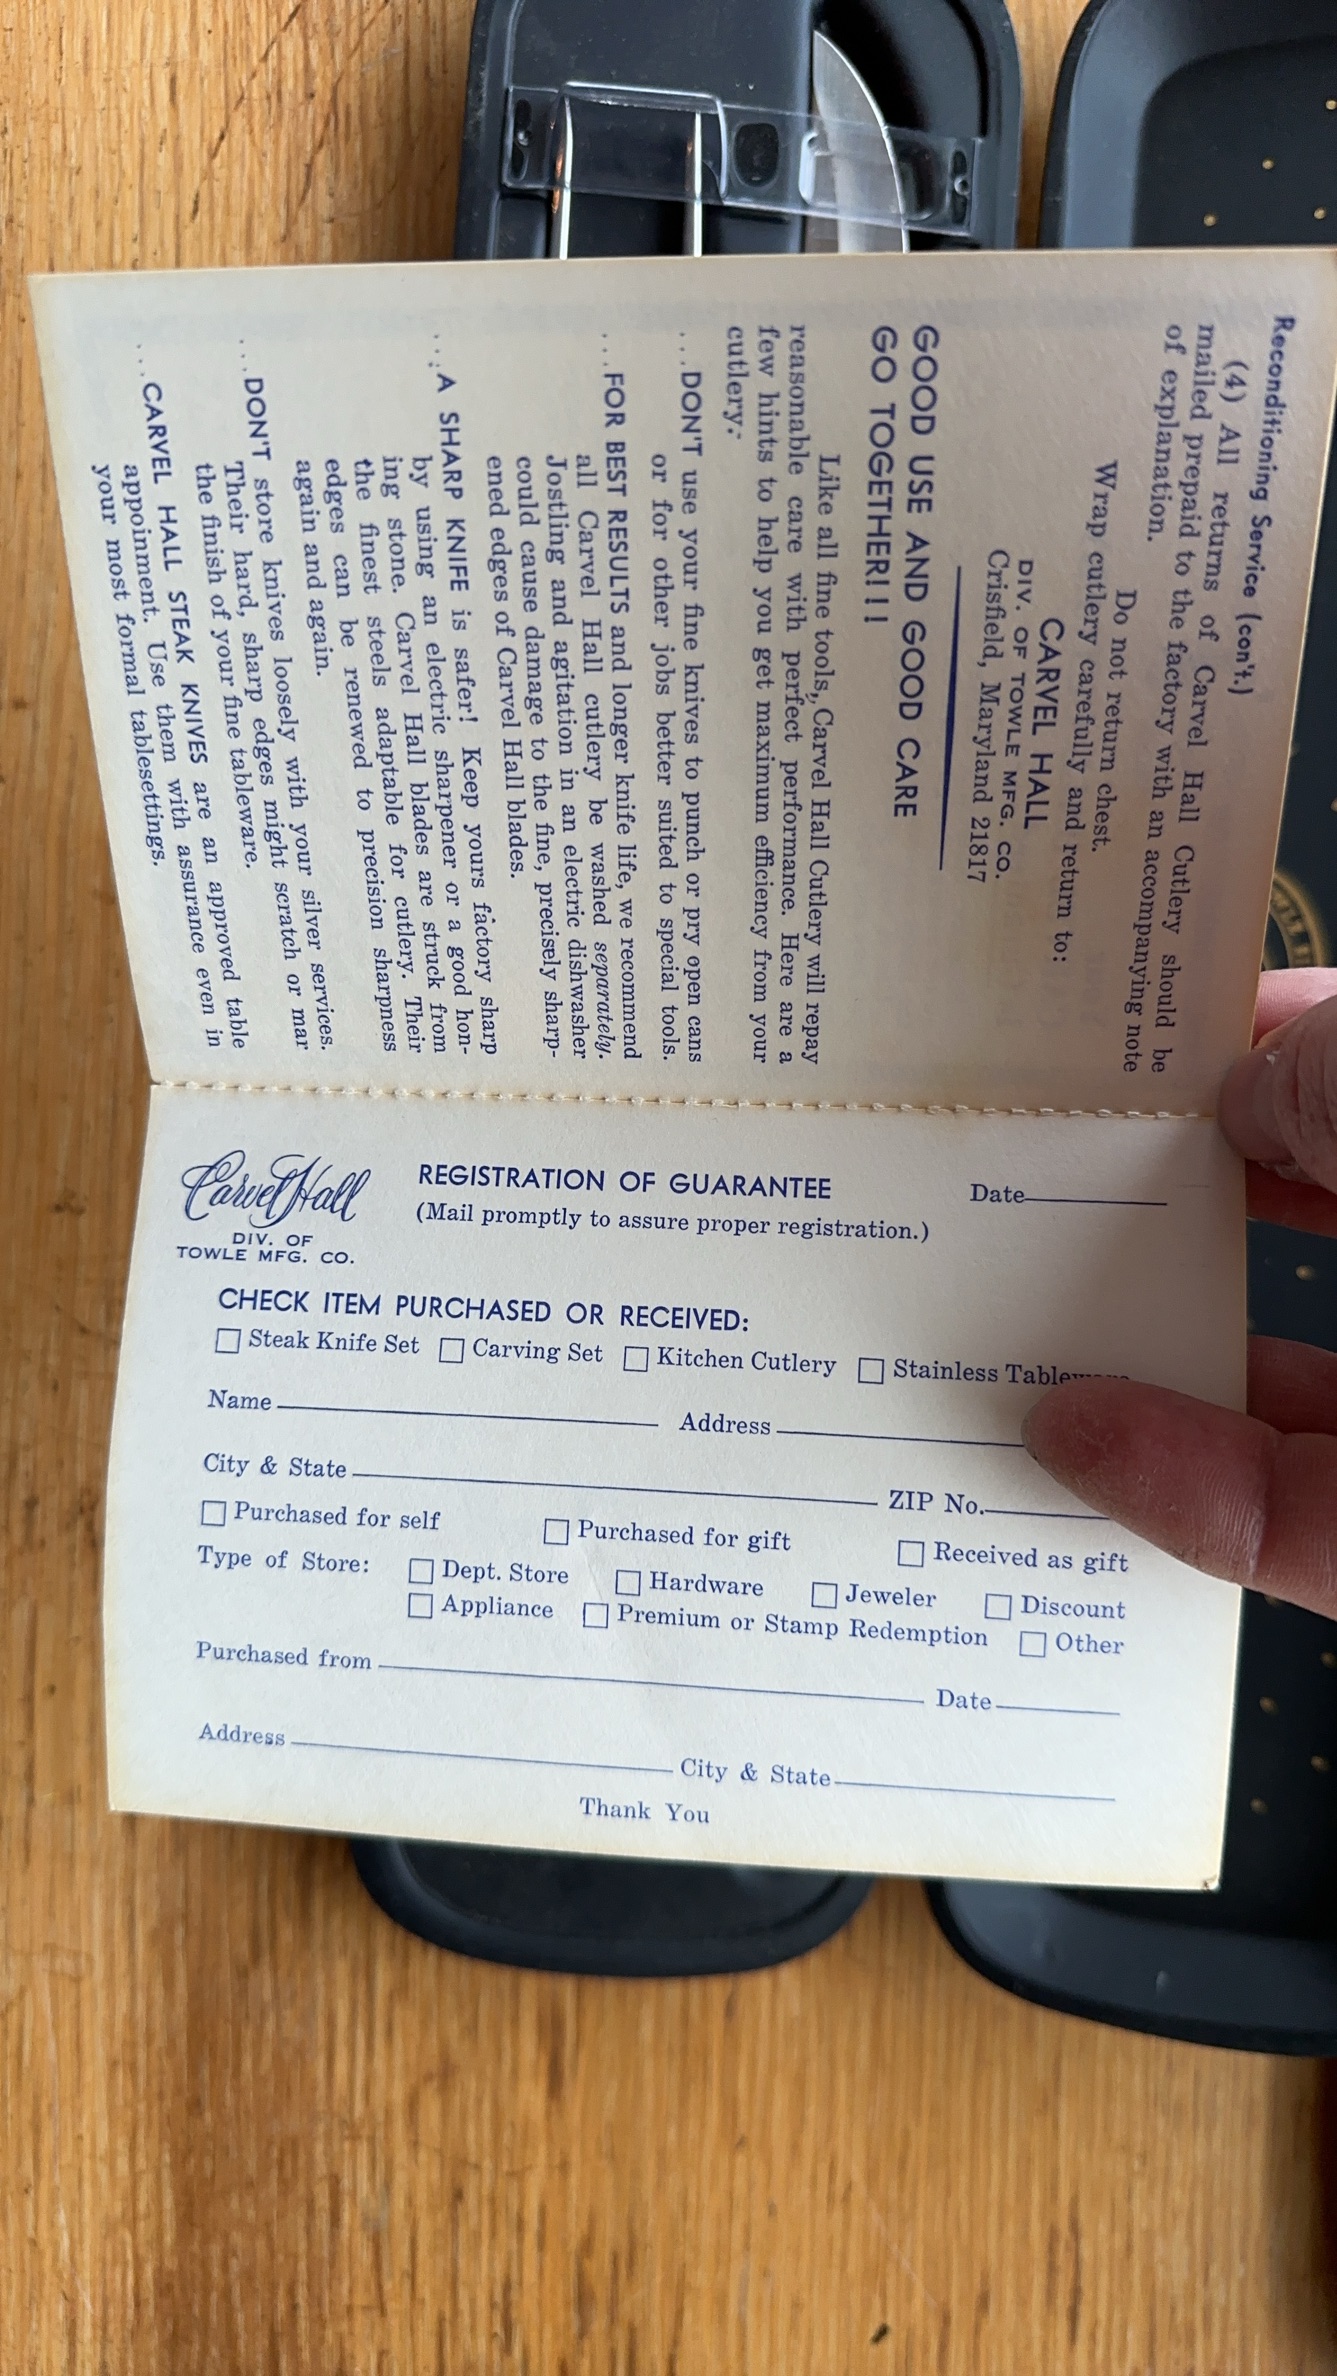 Reconditioning Service (con't.)
(4) All returns of Carvel Hall Cutlery should be
mailed prepaid to the factory with an accompanying note
of explanation.
Do not return chest.
Wrap cutlery carefully and return to:
CARVEL HALL
DIV. OF TOWLE MFG. CO.
Crisfield, Maryland 21817
GOOD USE AND GOOD CARE
GO TOGETHER!!!
Like all fine tools, Carvel Hall Cutlery will repay
reasonable care with perfect performance. Here are a
few hints to help you get maximum efficiency from your
cutlery:
...DON'T use your fine knives to punch or pry open cans
or for other jobs better suited to special tools.
...FOR BEST RESULTS and longer knife life, we recommend
all Carvel Hall cutlery be washed separately.
Jostling and agitation in an electric dishwasher
could cause damage to the fine, precisely sharp-
ened edges of Carvel Hall blades.
...A SHARP KNIFE is safer! Keep yours factory sharp
by using an electric sharpener or a good hon-
ing stone. Carvel Hall blades are struck from
the finest steels adaptable for cutlery. Their
edges can be renewed to precision sharpness
again and again.
...DON'T store knives loosely with your silver services.
Their hard, sharp edges might scratch or mar
the finish of your fine tableware.
...CARVEL HALL STEAK KNIVES are an approved table
appoinment. Use them with assurance even in
your most formal tablesettings.
Carvel Hall
DIV. OF
TOWLE MFG. CO.
REGISTRATION OF GUARANTEE
(Mail promptly to assure proper registration.)
Date
CHECK ITEM PURCHASED OR RECEIVED:
Steak Knife Set Carving Set Kitchen Cutlery Stainless
Name Address
City & State ZIP No.
Purchased for self Purchased for gift Received as gift
Type of Store: Dept. Store Hardware Jeweler Discount
Appliance Premium or Stamp Redemption Other
Purchased from Date
Address City & State
Thank You